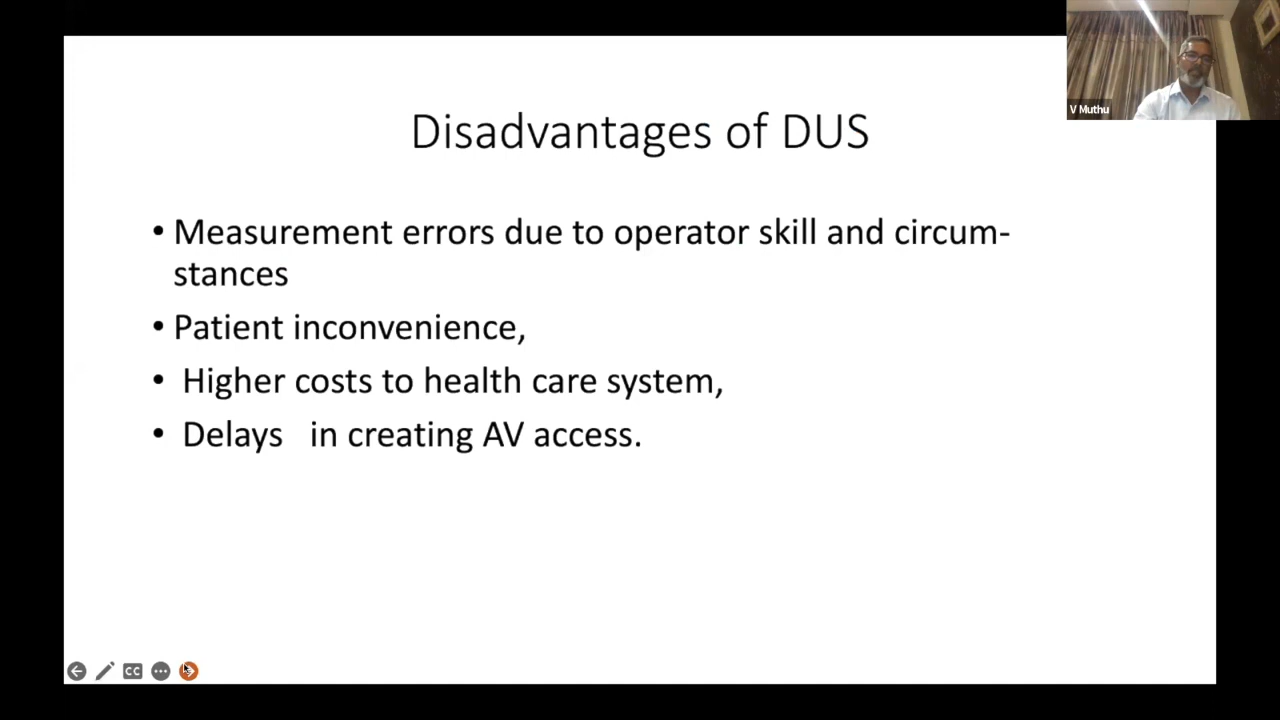 V Muthu
Disadvantages of DUS
• Measurement errors due to operator skill and circum-
stances
• Patient inconvenience,
• Higher costs to health care system,
• Delays in creating AV access.
CC